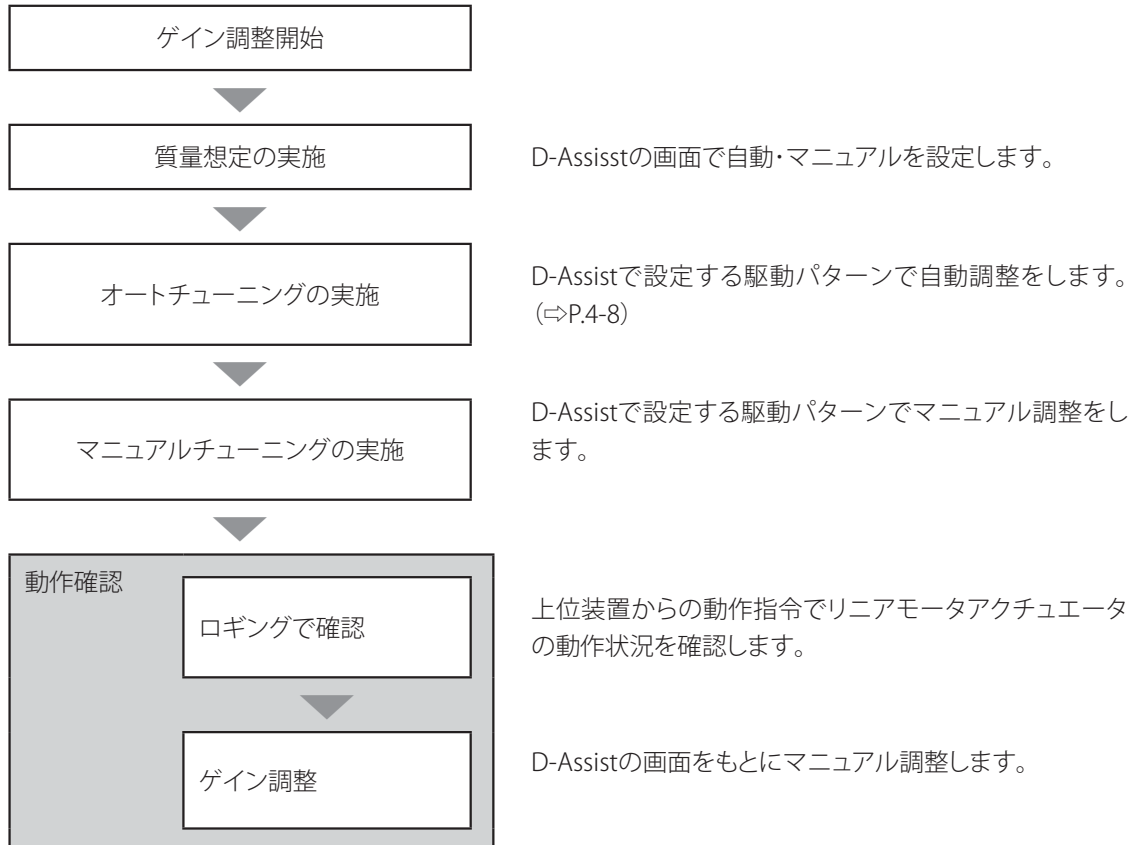 ゲイン調整開始
質量想定の実施
D-Assisstの画面で自動・マニュアルを設定します。
オートチューニングの実施
D-Assistで設定する駆動パターンで自動調整をします。
（⇨P.4-8）
マニュアルチューニングの実施
D-Assistで設定する駆動パターンでマニュアル調整をし
ます。
動作確認
ロギングで確認
上位装置からの動作指令でリニアモータアクチュエータ
の動作状況を確認します。
ゲイン調整
D-Assistの画面をもとにマニュアル調整します。